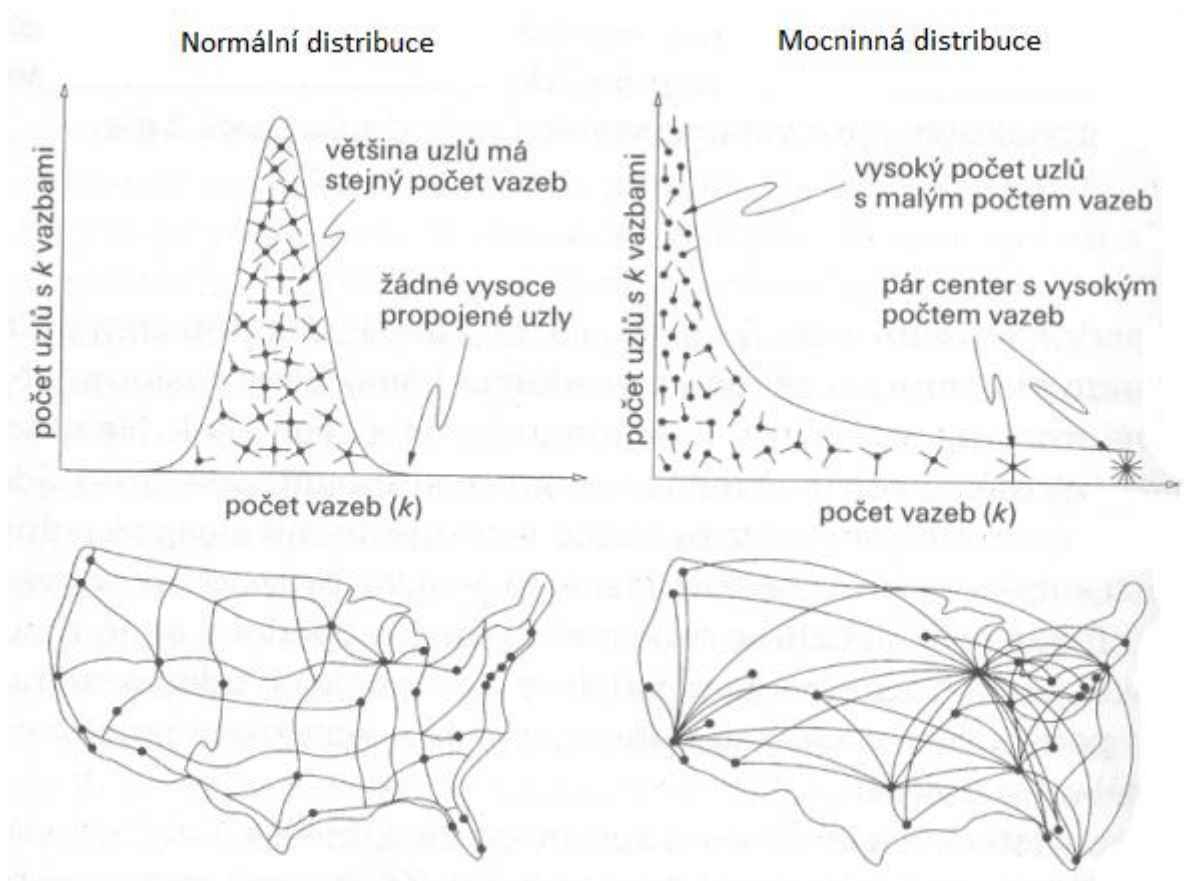 Normální distribuce
počet uzlů s k vazbami
většina uzlů má
stejný počet vazeb
žádné vysoce
propojené uzly
počet vazeb (k)
Mocninná distribuce
počet uzlů s k vazbami
vysoký počet uzlů
s malým počtem vazeb
pár center s vysokým
počtem vazeb
počet vazeb (k)